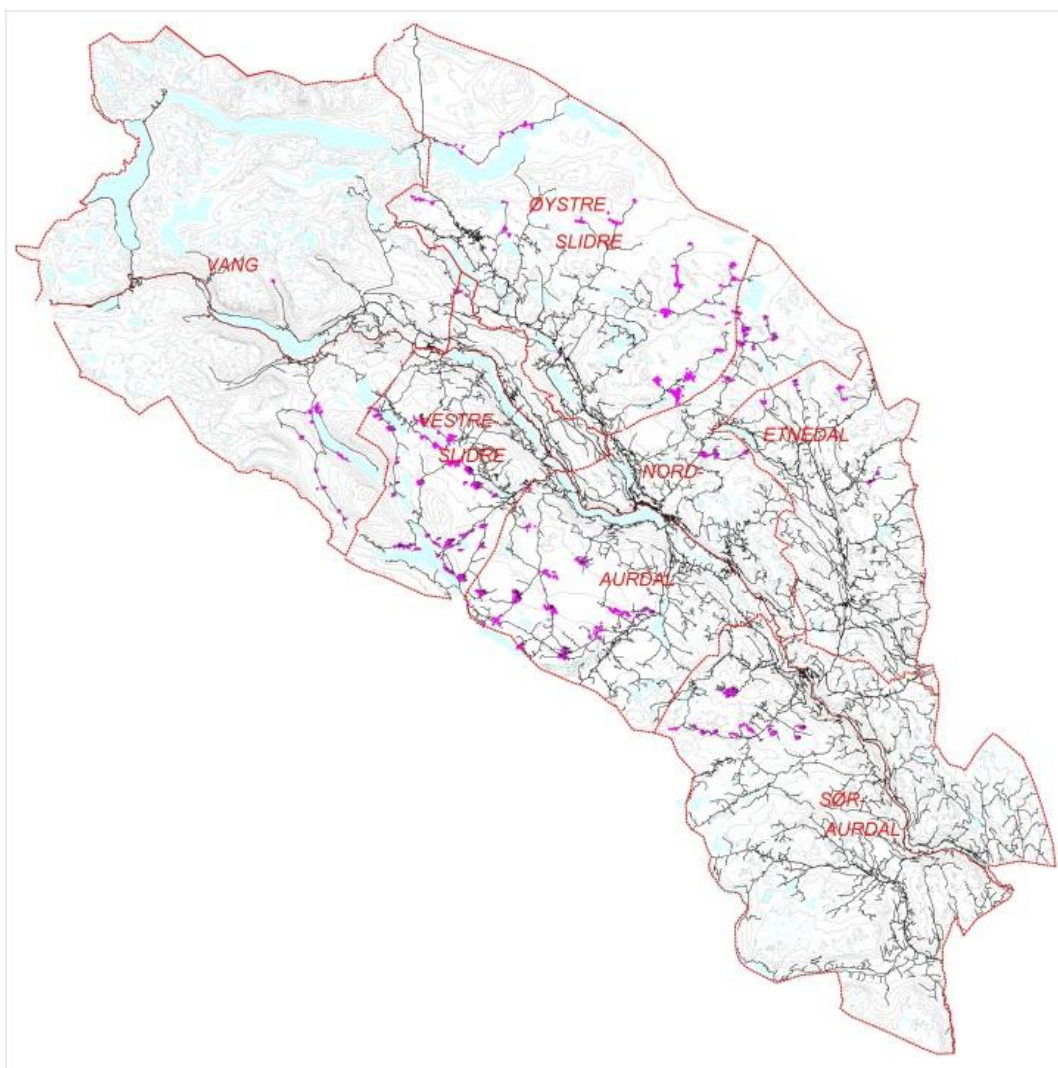 ØYSTRE
SLIDRE
VANG
VESTRE-
SLIDRE
ETNEDAL
NORD-
AURDAL
SØR-
AURDAL